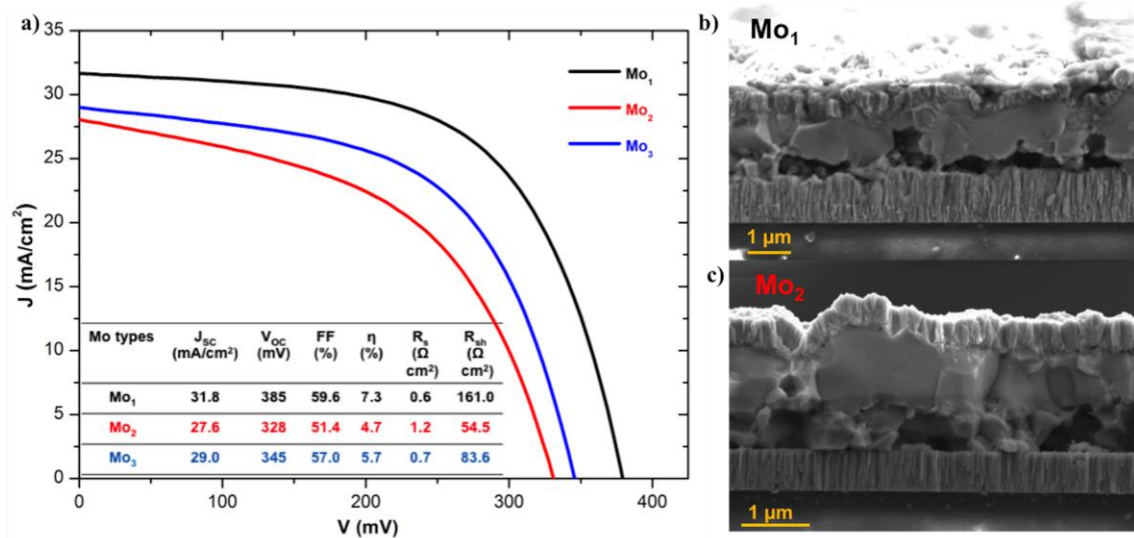 a)
35
30
25
20
15
10
5
0
J (mA/cm²)
0 100 200 300 400
V (mV)
Mo₁
Mo₂
Mo₃
Mo types J_SC (mA/cm²) V_OC (mV) FF (%) η (%) R_s (Ω cm²) R_sh (Ω cm²)
Mo₁ 31.8 385 59.6 7.3 0.6 161.0
Mo₂ 27.6 328 51.4 4.7 1.2 54.5
Mo₃ 29.0 345 57.0 5.7 0.7 83.6
b)
Mo₁
1 µm
c)
Mo₂
1 µm